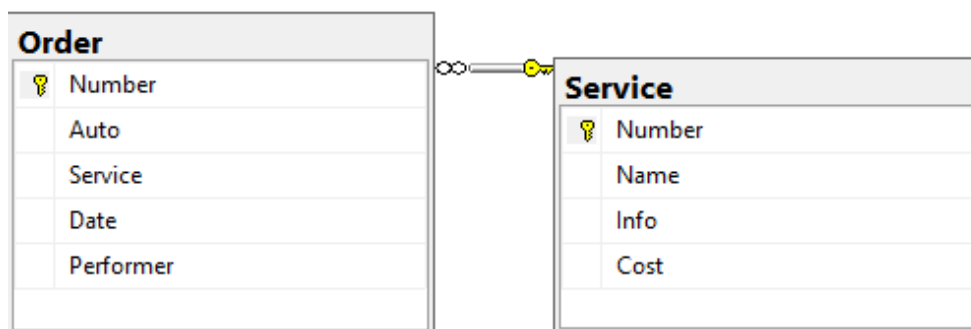 Order
Number
Auto
Service
Date
Performer
Service
Number
Name
Info
Cost